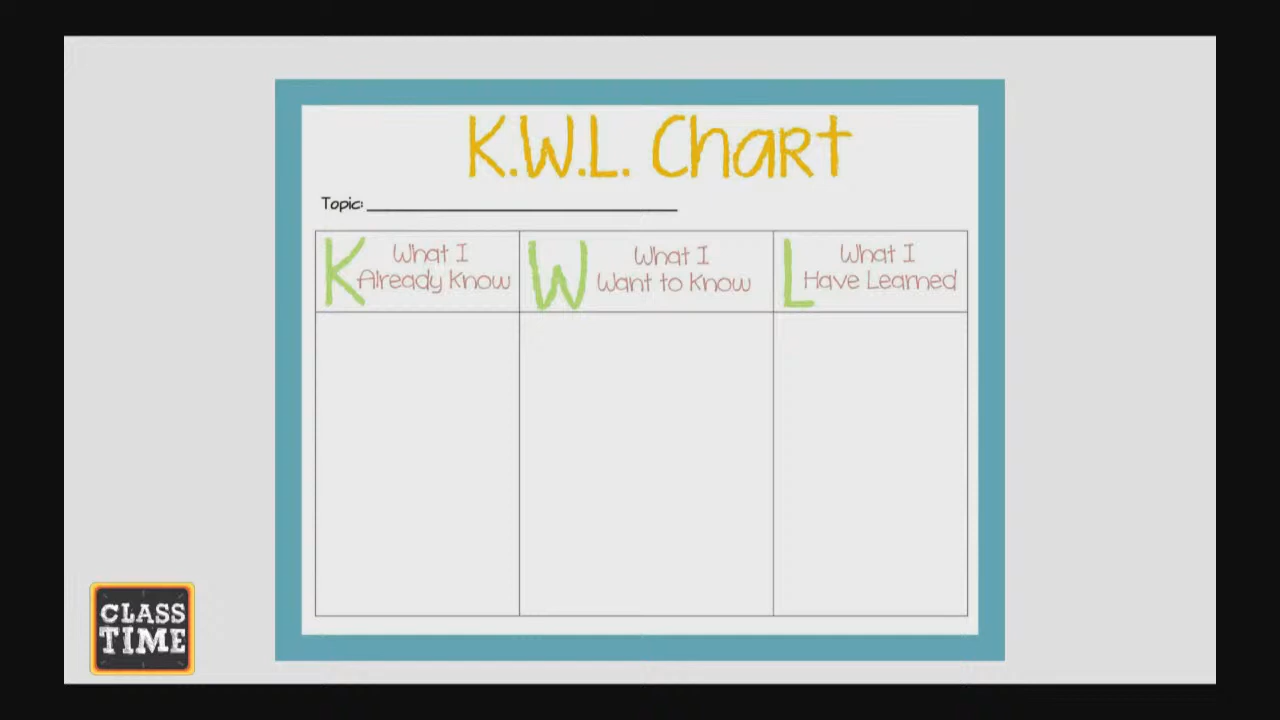 K.W.L. Chart
Topic:
K What I Already Know
W What I Want to Know
L What I Have Learned
CLASS
TIME